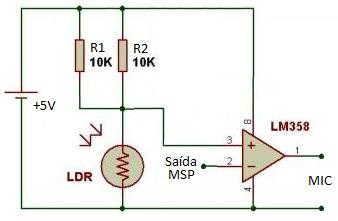 R1 R2
10K 10K
+5V
8
LM358
3
+
Saída
MSP
2
-
1
LDR
4
MIC